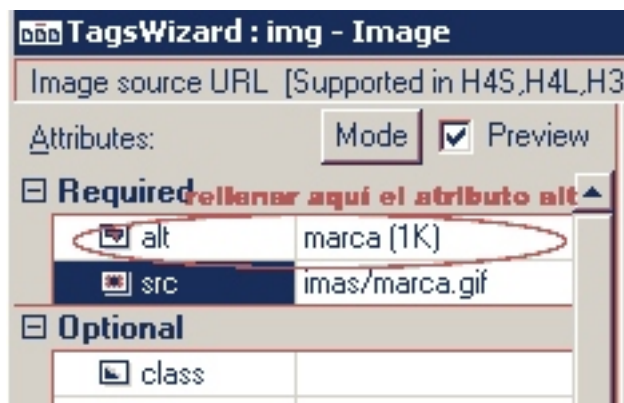 TagsWizard : img - Image
Image source URL [Supported in H4S,H4L,H3
Attributes: Mode Preview
Required rellenar aquí el atributo alt
alt marca (1K)
src imas/marca.gif
Optional
class